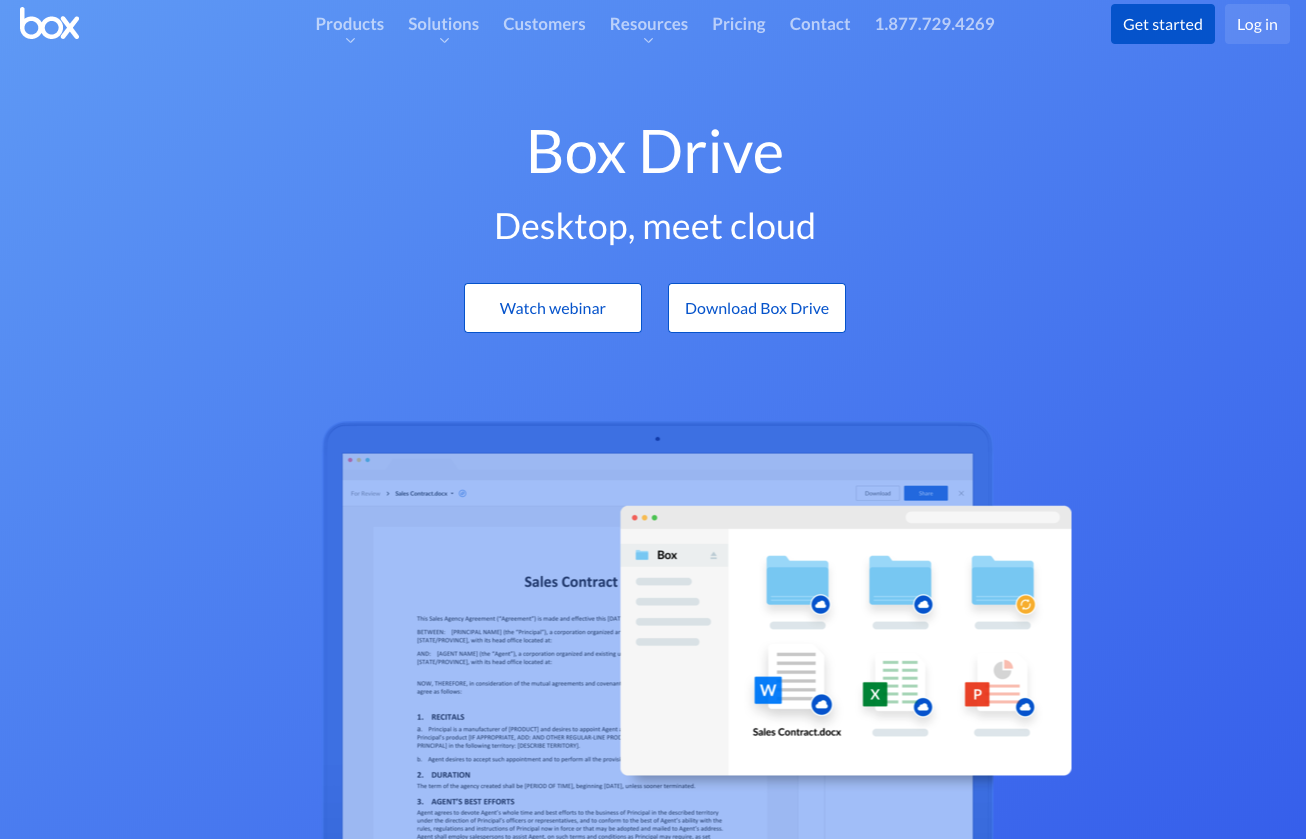 box
Products Solutions Customers Resources Pricing Contact 1.877.729.4269 Get started Log in
Box Drive
Desktop, meet cloud
Watch webinar Download Box Drive
For Review > Sales Contract.docx Download Share
Box
Sales Contract
This Sales Agency Agreement ("Agreement") is made and effective this [DAT
BETWEEN: [PRINCIPAL NAME] (the "Principal"), a corporation organized an
[STATE/PROVINCE], with its head office located at:
AND: [AGENT NAME] (the "Agent"), a corporation organized and existing u
[STATE/PROVINCE], with its head office located at:
NOW, THEREFORE, in consideration of the mutual agreements and covenan
agree as follows:
W X P
Sales Contract.docx
1. RECITALS
a. Principal is a manufacturer of [PRODUCT] and desires to appoint Agent
Principal's product [IF APPROPRIATE, ADD: AND OTHER REGULAR-LINE PROD
PRINCIPAL] in the following territory: [DESCRIBE TERRITORY].
b. Agent desires to accept such appointment and to perform all the provisi
2. DURATION
The term of the agency created shall be [PERIOD OF TIME], beginning [DATE], unless sooner terminated.
3. AGENT'S BEST EFFORTS
Agent agrees to devote Agent's whole time and best efforts to the business of Principal in the described territory
under the direction of Principal's officers or representatives, and to conform to the best of Agent's ability with the
rules, regulations and instructions of Principal now in force or that may be adopted and mailed to Agent's address.
Agent shall employ salespersons to assist Agent, on such terms and conditions as Principal may require, as set